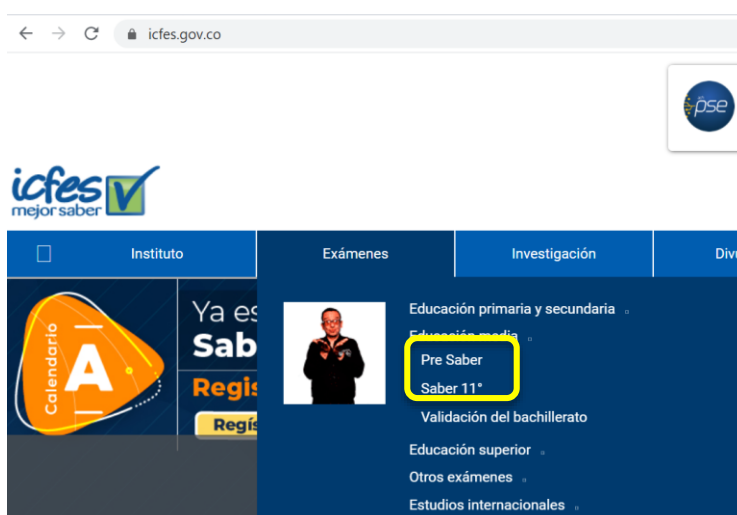 icfes.gov.co
pse
icfes
mejor saber
Instituto
Exámenes
Investigación
Calendario
A
Ya es
Sab
Regis
Regís
Educación primaria y secundaria
Educación media
Pre Saber
Saber 11°
Validación del bachillerato
Educación superior
Otros exámenes
Estudios internacionales